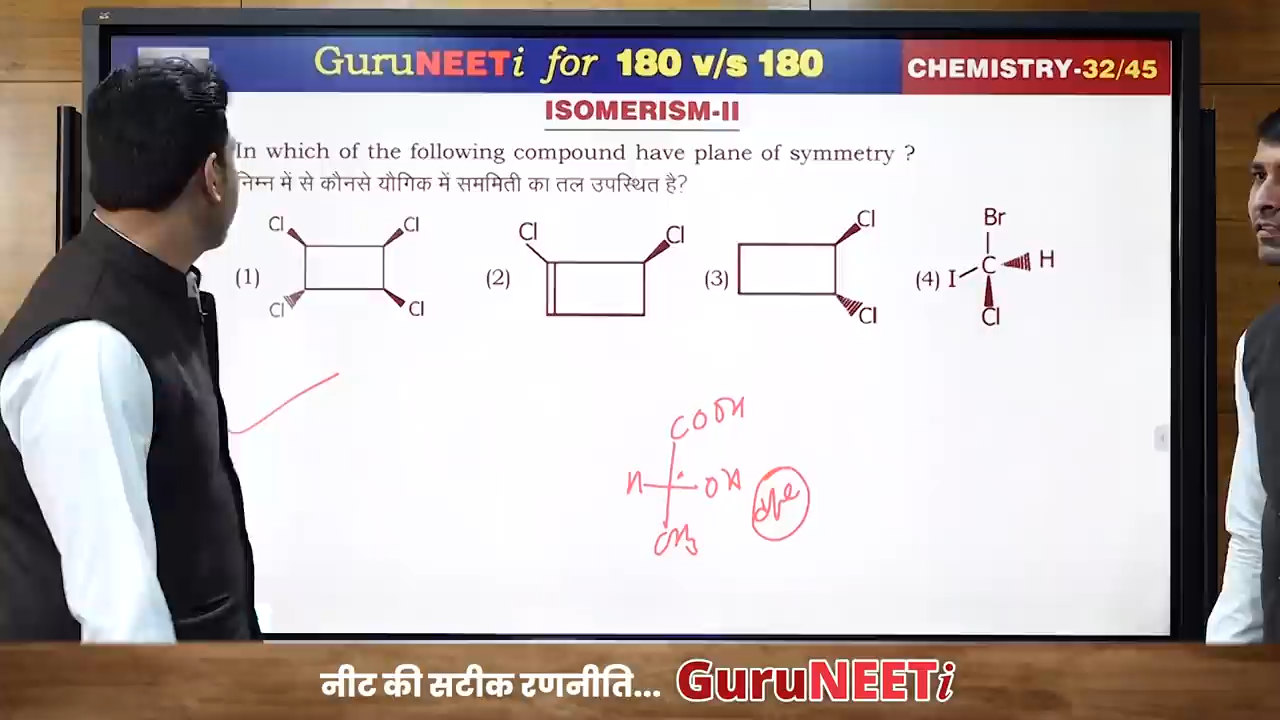 GuruNEETi for 180 v/s 180
CHEMISTRY-32/45
ISOMERISM-II
In which of the following compound have plane of symmetry ?
निम्न में से कौनसे यौगिक में सममिती का तल उपस्थित है?
(1) Cl Cl Cl Cl
(2) Cl Cl
(3) Cl Cl
(4) Br I C H Cl
COOH
H OH
CH3
नीट की सटीक रणनीति... GuruNEETi